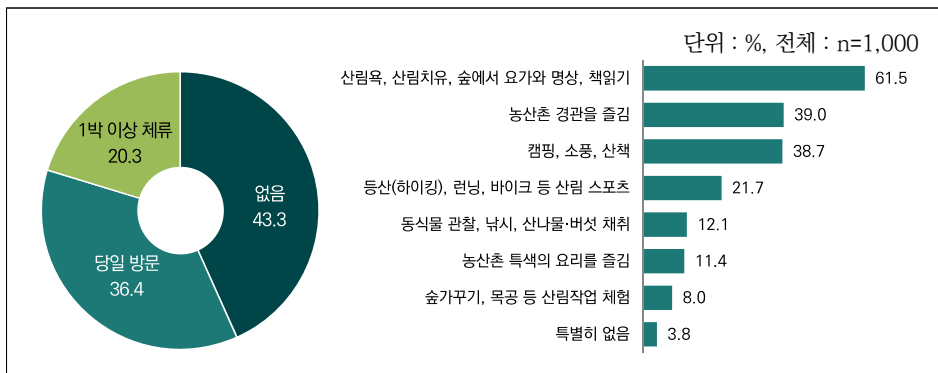 단위 : %, 전체 : n=1,000
1박 이상 체류
20.3
없음
43.3
당일 방문
36.4
산림욕, 산림치유, 숲에서 요가와 명상, 책읽기 61.5
농산촌 경관을 즐김 39.0
캠핑, 소풍, 산책 38.7
등산(하이킹), 런닝, 바이크 등 산림 스포츠 21.7
동식물 관찰, 낚시, 산나물·버섯 채취 12.1
농산촌 특색의 요리를 즐김 11.4
숲가꾸기, 목공 등 산림작업 체험 8.0
특별히 없음 3.8